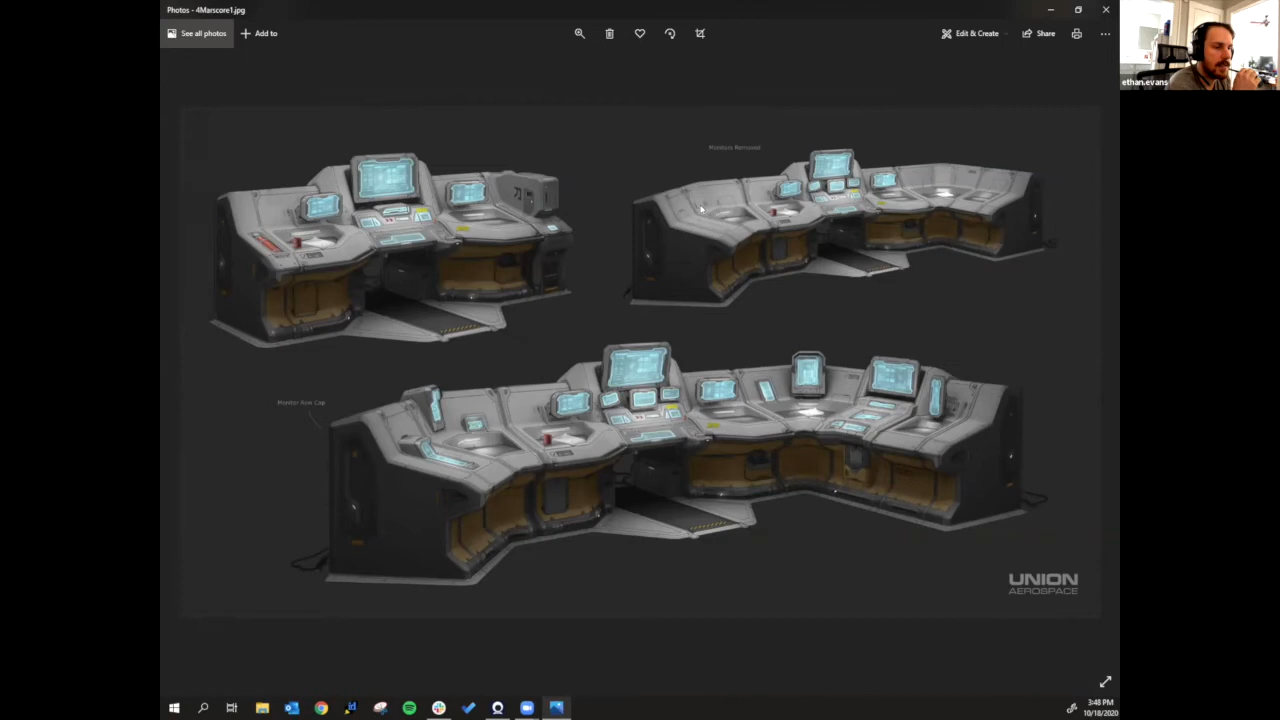 Photos - 4Marscore1.jpg
See all photos
Add to
Edit & Create
Share
ethan.evans
Monitors Removed
Monitor Row Cap
UNION
AEROSPACE
3:48 PM
10/18/2020